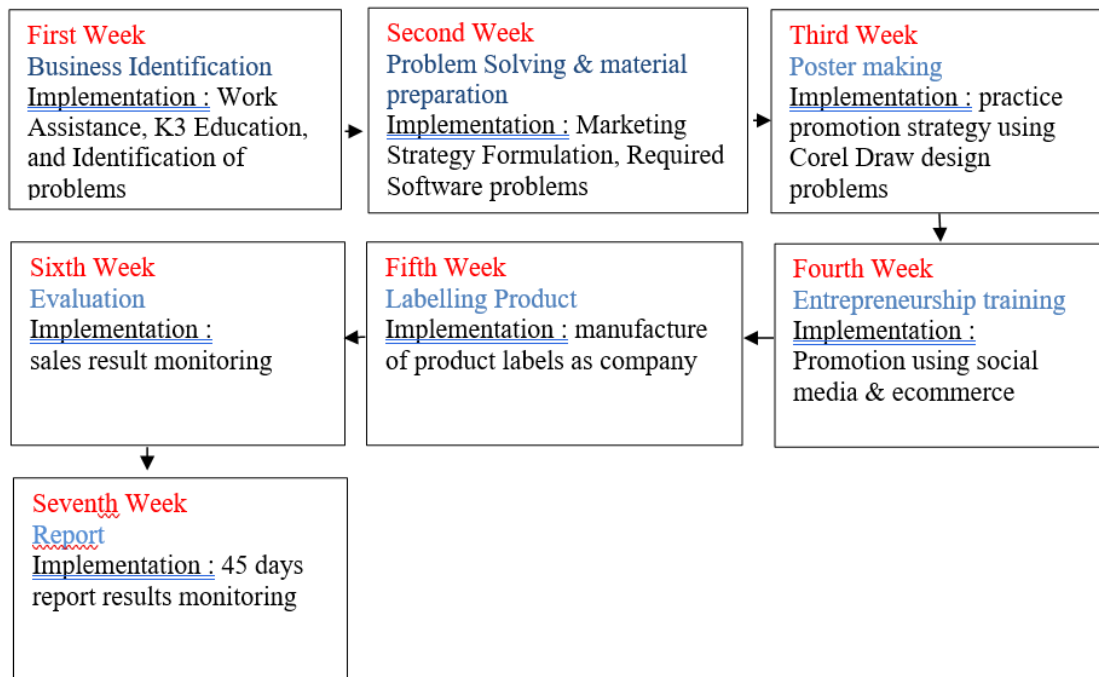 First Week
Business Identification
Implementation : Work
Assistance, K3 Education,
and Identification of
problems
Second Week
Problem Solving & material
preparation
Implementation : Marketing
Strategy Formulation, Required
Software problems
Third Week
Poster making
Implementation : practice
promotion strategy using
Corel Draw design
problems
Fourth Week
Entrepreneurship training
Implementation :
Promotion using social
media & ecommerce
Fifth Week
Labelling Product
Implementation : manufacture
of product labels as company
Sixth Week
Evaluation
Implementation :
sales result monitoring
Seventh Week
Report
Implementation : 45 days
report results monitoring